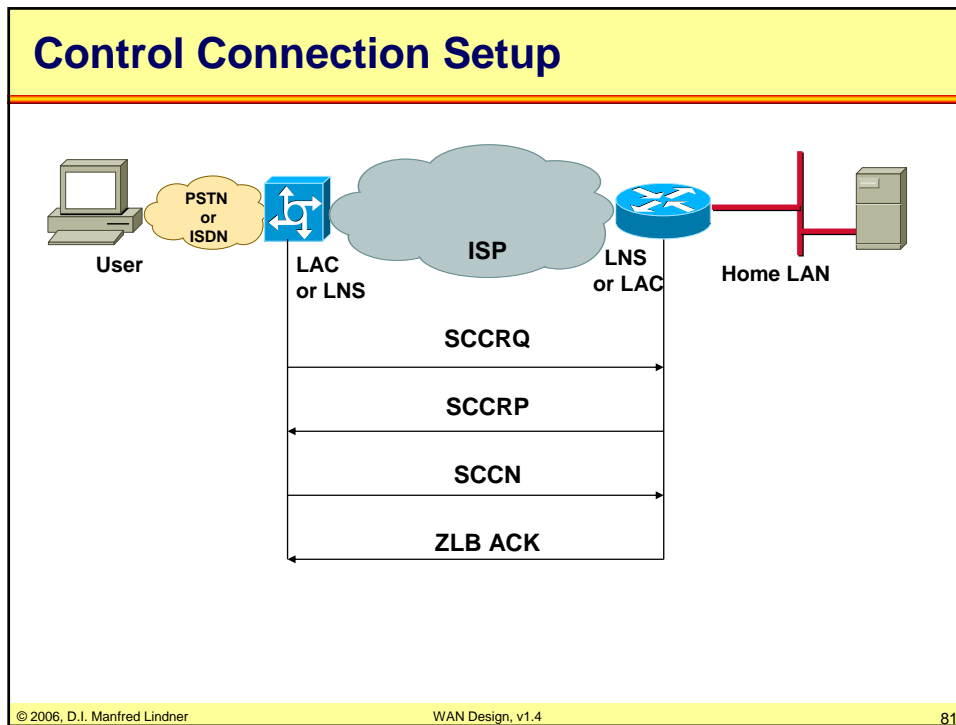 Control Connection Setup
PSTN
or
ISDN
User
LAC
or LNS
ISP
LNS
or LAC
Home LAN
SCCRQ
SCCRP
SCCN
ZLB ACK
© 2006, D.I. Manfred Lindner
WAN Design, v1.4
81